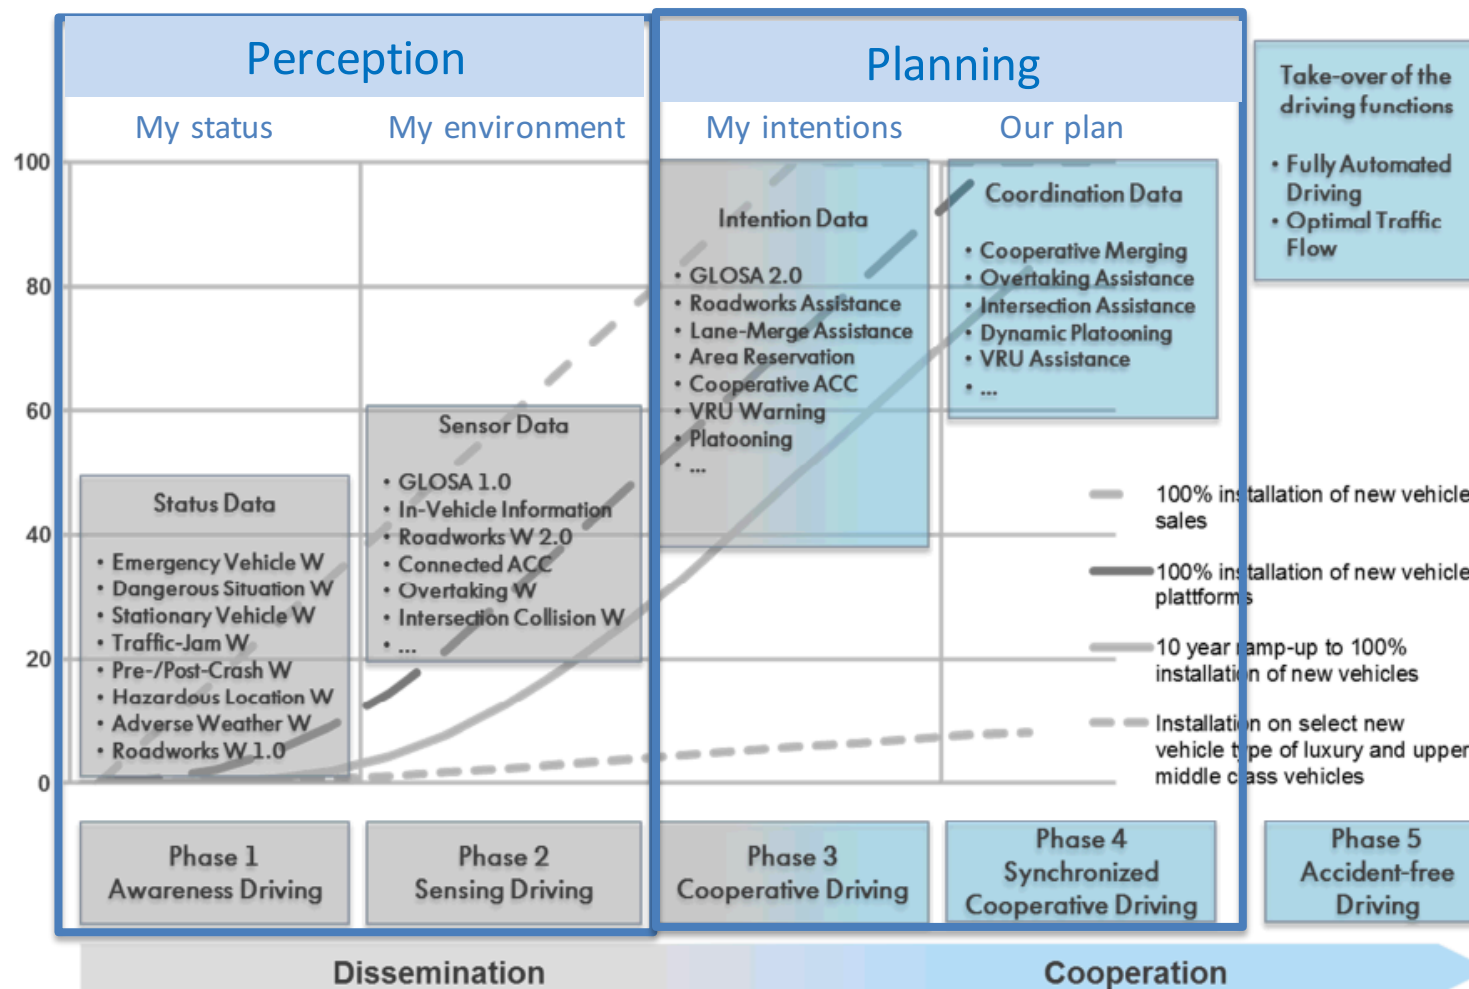 Perception
Planning
My status
My environment
My intentions
Our plan
Take-over of the
driving functions
• Fully Automated
Driving
• Optimal Traffic
Flow
100
80
60
40
20
0
Status Data
• Emergency Vehicle W
• Dangerous Situation W
• Stationary Vehicle W
• Traffic-Jam W
• Pre-/Post-Crash W
• Hazardous Location W
• Adverse Weather W
• Roadworks W 1.0
Sensor Data
• GLOSA 1.0
• In-Vehicle Information
• Roadworks W 2.0
• Connected ACC
• Overtaking W
• Intersection Collision W
• ...
Intention Data
• GLOSA 2.0
• Roadworks Assistance
• Lane-Merge Assistance
• Area Reservation
• Cooperative ACC
• VRU Warning
• Platooning
• ...
Coordination Data
• Cooperative Merging
• Overtaking Assistance
• Intersection Assistance
• Dynamic Platooning
• VRU Assistance
• ...
100% installation of new vehicle
sales
100% installation of new vehicle
plattforms
10 year ramp-up to 100%
installation of new vehicles
Installation on select new
vehicle type of luxury and upper
middle class vehicles
Phase 1
Awareness Driving
Phase 2
Sensing Driving
Phase 3
Cooperative Driving
Phase 4
Synchronized
Cooperative Driving
Phase 5
Accident-free
Driving
Dissemination
Cooperation